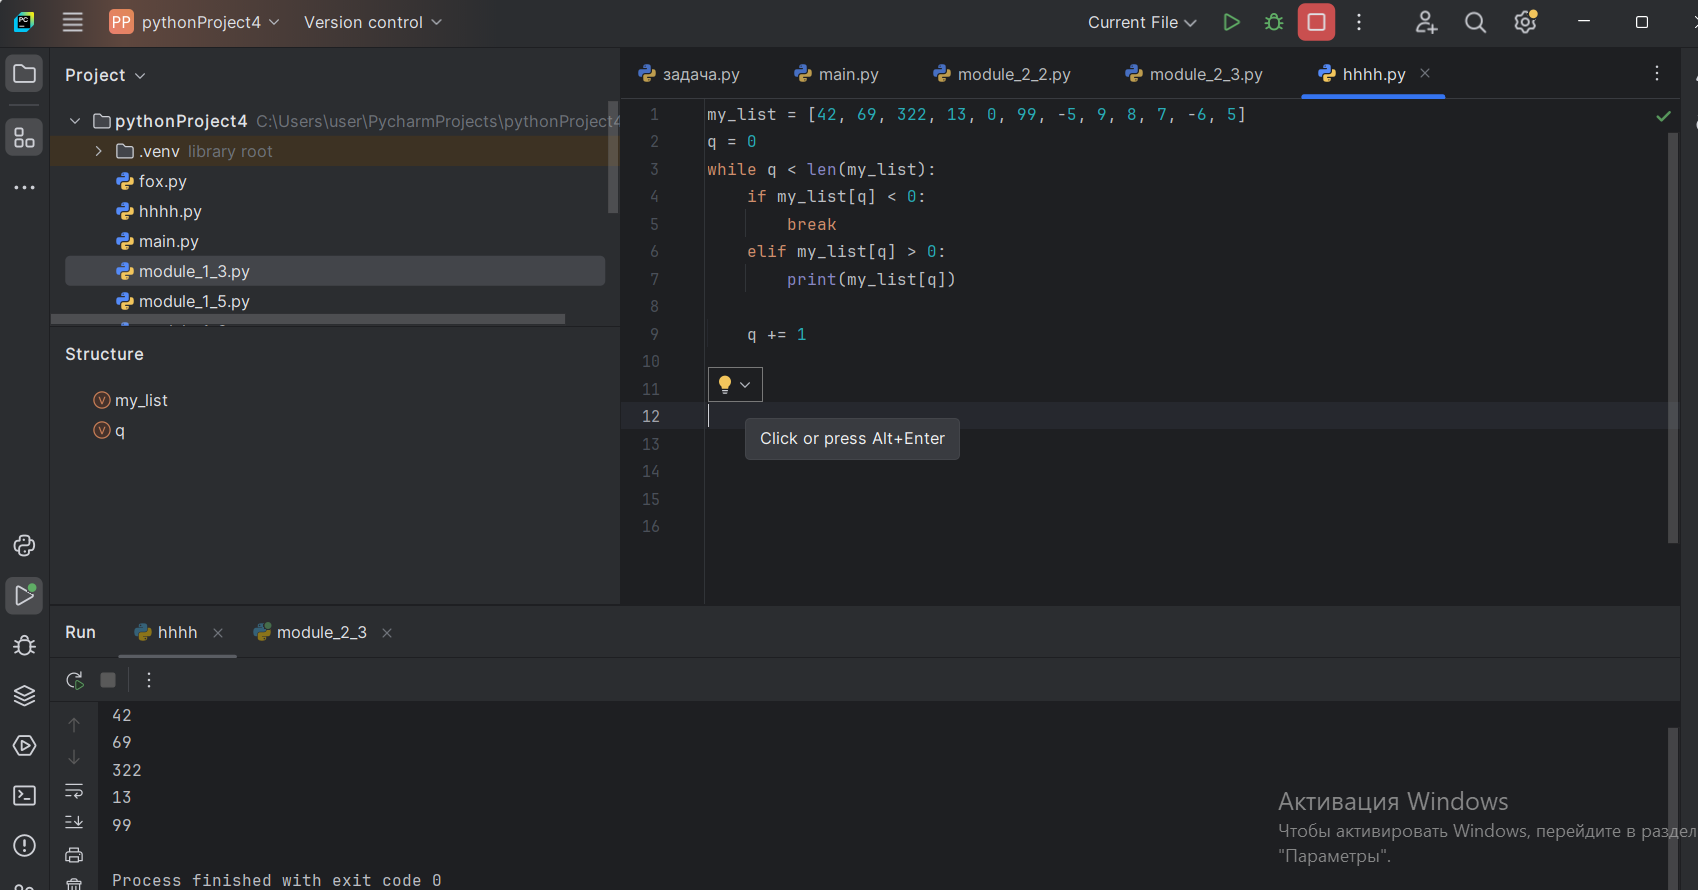 PC
PP pythonProject4
Version control
Current File
Project
pythonProject4 C:\Users\user\PycharmProjects\pythonProject4
.venv library root
fox.py
hhhh.py
main.py
module_1_3.py
module_1_5.py
Structure
my_list
q
задача.py
main.py
module_2_2.py
module_2_3.py
hhhh.py
1 my_list = [42, 69, 322, 13, 0, 99, -5, 9, 8, 7, -6, 5]
2 q = 0
3 while q < len(my_list):
4     if my_list[q] < 0:
5         break
6     elif my_list[q] > 0:
7         print(my_list[q])
8
9     q += 1
10
11
12
Click or press Alt+Enter
13
14
15
16
Run
hhhh
module_2_3
42
69
322
13
99
Process finished with exit code 0
Активация Windows
Чтобы активировать Windows, перейдите в раздел
"Параметры".